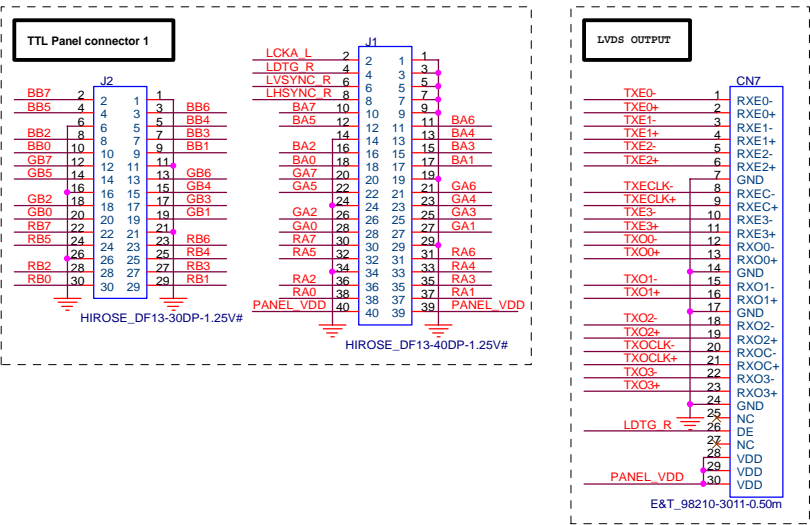 TTL Panel connector 1
J2
BB7 2 2 1 1
BB5 4 4 3 3 BB6
6 6 5 5 BB4
BB2 8 8 7 7 BB3
BB0 10 10 9 9 BB1
GB7 12 12 11 11
GB5 14 14 13 13 GB6
16 16 15 15 GB4
GB2 18 18 17 17 GB3
GB0 20 20 19 19 GB1
RB7 22 22 21 21
RB5 24 24 23 23 RB6
26 26 25 25 RB4
RB2 28 28 27 27 RB3
RB0 30 30 29 29 RB1
HIROSE_DF13-30DP-1.25V#
J1
LCKA_L 2 2 1 1
LDTG_R 4 4 3 3
LVSYNC_R 6 6 5 5
LHSYNC_R 8 8 7 7
BA7 10 10 9 9
BA5 12 12 11 11 BA6
14 14 13 13 BA4
BA2 16 16 15 15 BA3
BA0 18 18 17 17 BA1
GA7 20 20 19 19
GA5 22 22 21 21 GA6
24 24 23 23 GA4
GA2 26 26 25 25 GA3
GA0 28 28 27 27 GA1
RA7 30 30 29 29
RA5 32 32 31 31 RA6
34 34 33 33 RA4
RA2 36 36 35 35 RA3
RA0 38 38 37 37 RA1
PANEL_VDD 40 40 39 39 PANEL_VDD
HIROSE_DF13-40DP-1.25V#
LVDS OUTPUT
CN7
TXE0- 1 RXE0-
TXE0+ 2 RXE0+
TXE1- 3 RXE1-
TXE1+ 4 RXE1+
TXE2- 5 RXE2-
TXE2+ 6 RXE2+
7 GND
TXECLK- 8 RXEC-
TXECLK+ 9 RXEC+
TXE3- 10 RXE3-
TXE3+ 11 RXE3+
TXO0- 12 RXO0-
TXO0+ 13 RXO0+
14 GND
TXO1- 15 RXO1-
TXO1+ 16 RXO1+
17 GND
TXO2- 18 RXO2-
TXO2+ 19 RXO2+
TXOCLK- 20 RXOC-
TXOCLK+ 21 RXOC+
TXO3- 22 RXO3-
TXO3+ 23 RXO3+
24 GND
25 NC
LDTG_R 26 DE
27 NC
28 VDD
29 VDD
PANEL_VDD 30 VDD
E&T_98210-3011-0.50m